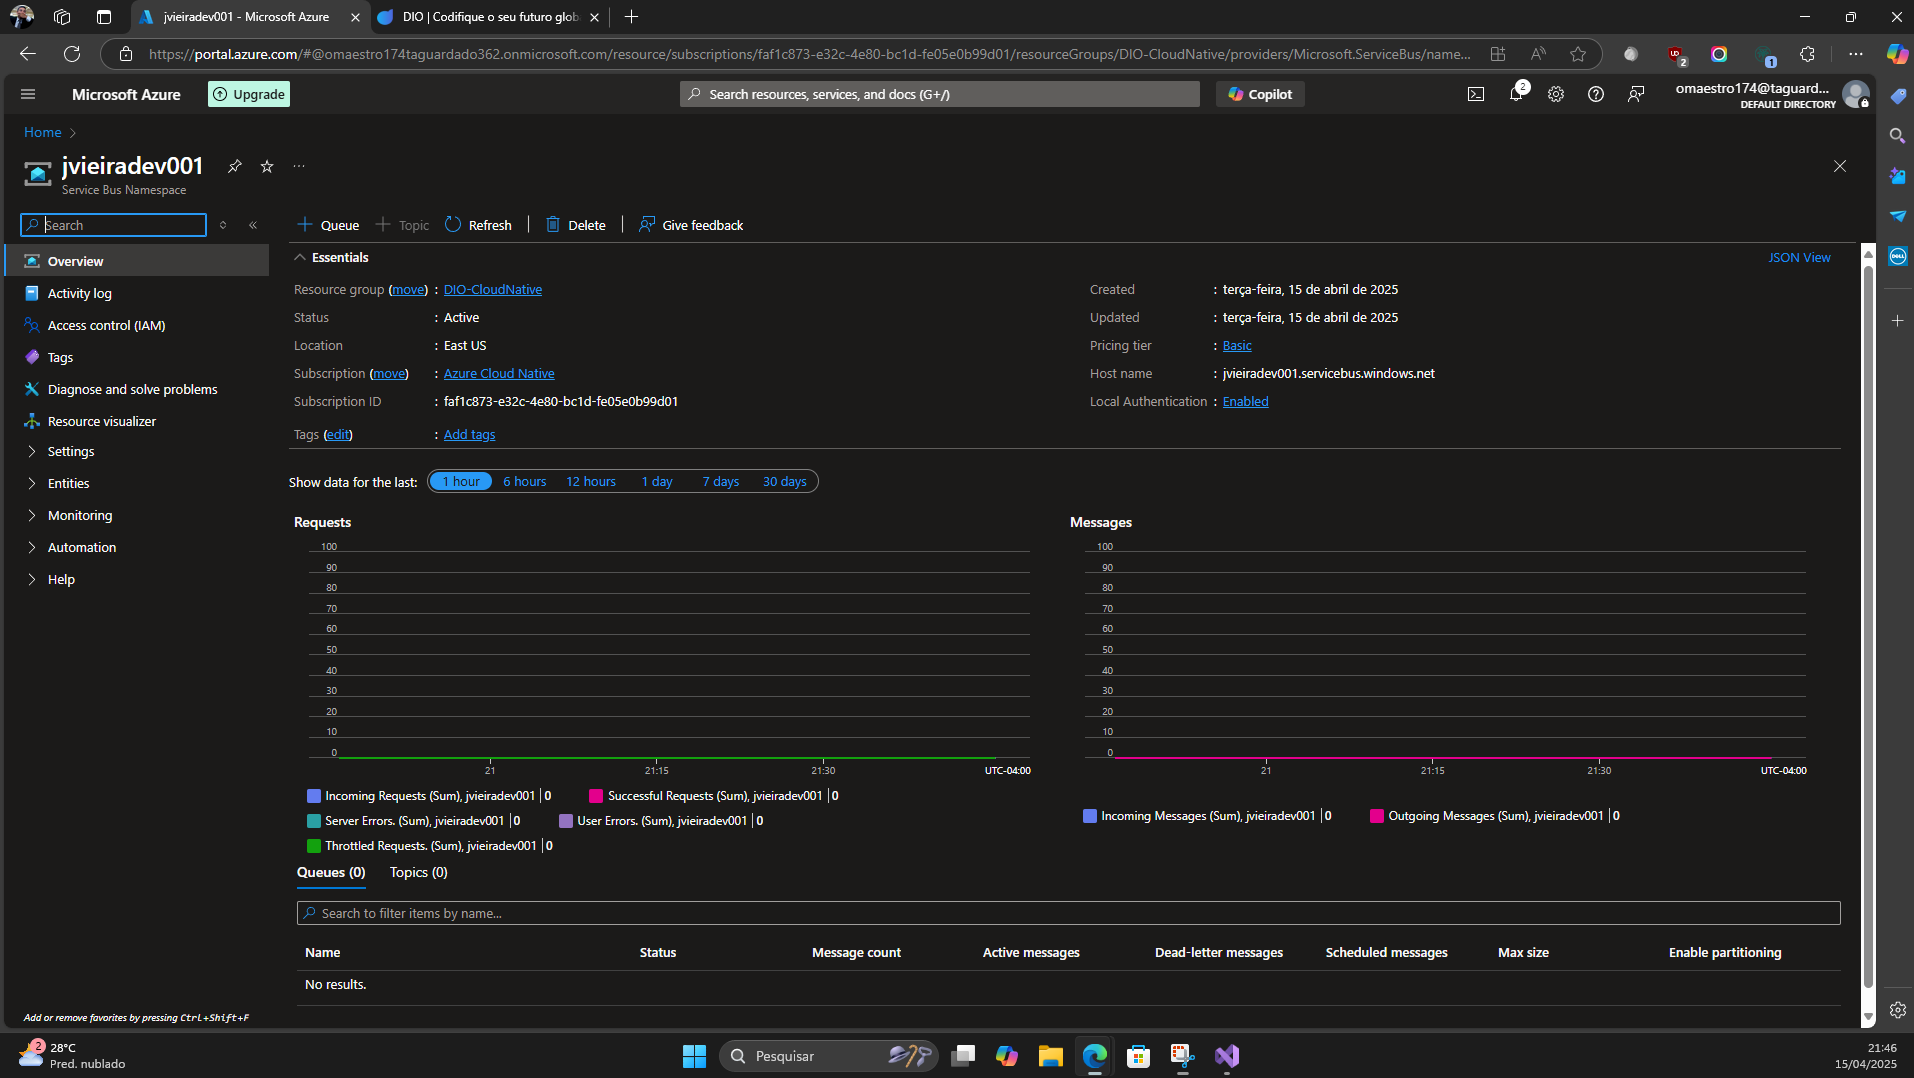 jvieiradev001 - Microsoft Azure
DIO | Codifique o seu futuro glob
https://portal.azure.com/#@omaestro174taguardado362.onmicrosoft.com/resource/subscriptions/faf1c873-e32c-4e80-bc1d-fe05e0b99d01/resourceGroups/DIO-CloudNative/providers/Microsoft.ServiceBus/name...
2
1
Microsoft Azure
Upgrade
Search resources, services, and docs (G+/)
Copilot
2
omaestro174@taguard...
DEFAULT DIRECTORY
Home
jvieiradev001
Service Bus Namespace
Search
Queue
Topic
Refresh
Delete
Give feedback
Overview
Activity log
Access control (IAM)
Tags
Diagnose and solve problems
Resource visualizer
Settings
Entities
Monitoring
Automation
Help
Add or remove favorites by pressing Ctrl+Shift+F
Essentials
JSON View
Resource group (move) : DIO-CloudNative
Status : Active
Location : East US
Subscription (move) : Azure Cloud Native
Subscription ID : faf1c873-e32c-4e80-bc1d-fe05e0b99d01
Tags (edit) : Add tags
Created : terça-feira, 15 de abril de 2025
Updated : terça-feira, 15 de abril de 2025
Pricing tier : Basic
Host name : jvieiradev001.servicebus.windows.net
Local Authentication : Enabled
Show data for the last: 1 hour 6 hours 12 hours 1 day 7 days 30 days
Requests
100
90
80
70
60
50
40
30
20
10
0
21 21:15 21:30 UTC-04:00
Incoming Requests (Sum), jvieiradev001 | 0
Successful Requests (Sum), jvieiradev001 | 0
Server Errors. (Sum), jvieiradev001 | 0
User Errors. (Sum), jvieiradev001 | 0
Throttled Requests. (Sum), jvieiradev001 | 0
Messages
100
90
80
70
60
50
40
30
20
10
0
21 21:15 21:30 UTC-04:00
Incoming Messages (Sum), jvieiradev001 | 0
Outgoing Messages (Sum), jvieiradev001 | 0
Queues (0) Topics (0)
Search to filter items by name...
Name Status Message count Active messages Dead-letter messages Scheduled messages Max size Enable partitioning
No results.
2
28°C
Pred. nublado
Pesquisar
21:46
15/04/2025
DELL
UD